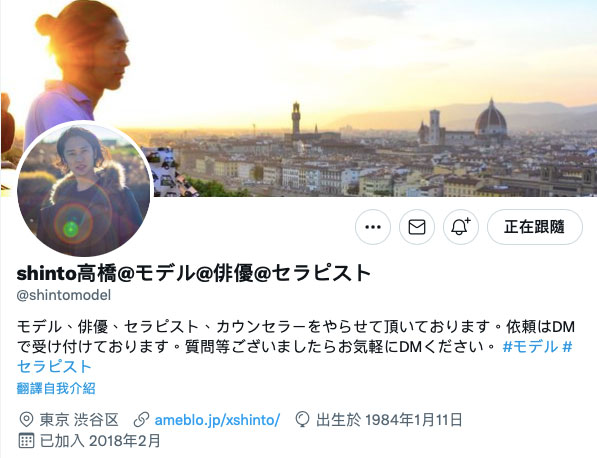 正在跟隨
shinto高橋@モデル@俳優@セラピスト
@shintomodel
モデル、俳優、セラピスト、カウンセラーをやらせて頂いております。依頼はDM
で受け付けております。質問等ございましたらお気軽にDMください。 #モデル #
セラピスト
翻譯自我介紹
東京 渋谷区 ameblo.jp/xshinto/ 出生於 1984年1月11日
已加入 2018年2月